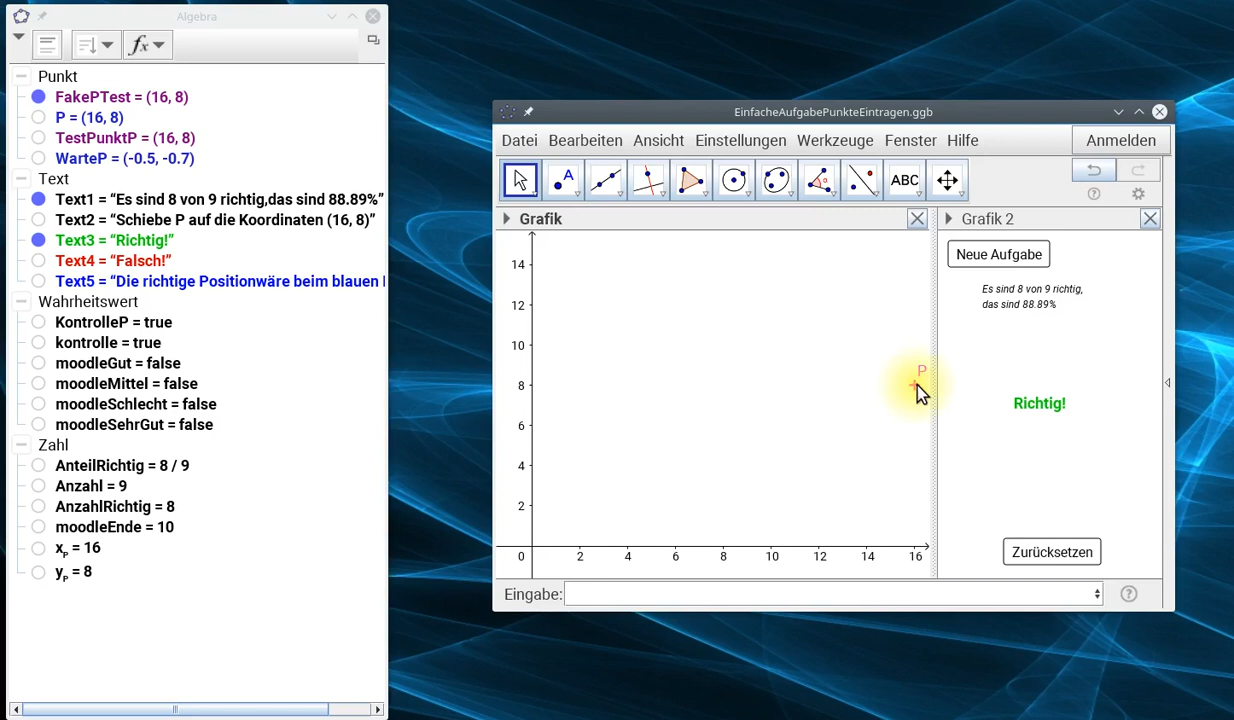 Algebra
fx
Punkt
FakePTest = (16, 8)
P = (16, 8)
TestPunktP = (16, 8)
WarteP = (-0.5, -0.7)
Text
Text1 = “Es sind 8 von 9 richtig,das sind 88.89%”
Text2 = “Schiebe P auf die Koordinaten (16, 8)”
Text3 = “Richtig!”
Text4 = “Falsch!”
Text5 = “Die richtige Positionwäre beim blauen
Wahrheitswert
KontrolleP = true
kontrolle = true
moodleGut = false
moodleMittel = false
moodleSchlecht = false
moodleSehrGut = false
Zahl
AnteilRichtig = 8 / 9
Anzahl = 9
AnzahlRichtig = 8
moodleEnde = 10
xP = 16
yP = 8
EinfacheAufgabePunkteEintragen.ggb
Datei Bearbeiten Ansicht Einstellungen Werkzeuge Fenster Hilfe Anmelden
A ABC
Grafik
14
12
10
8
6
4
2
0 2 4 6 8 10 12 14 16
P
Grafik 2
Neue Aufgabe
Es sind 8 von 9 richtig,
das sind 88.89%
Richtig!
Zurücksetzen
Eingabe: